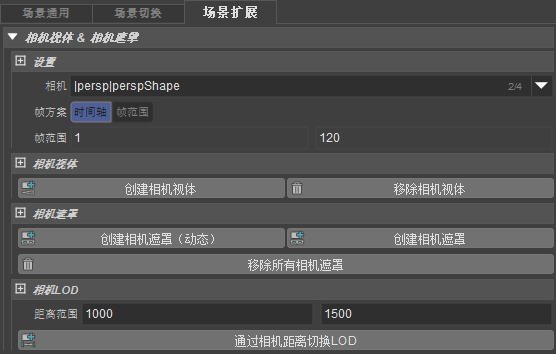 场景通用 场景切换 场景扩展
相机视体 & 相机遮罩
设置
相机 |persp|perspShape 2/4
帧方案 时间轴 帧范围
帧范围 1 120
相机视体
创建相机视体 移除相机视体
相机遮罩
创建相机遮罩（动态） 创建相机遮罩
移除所有相机遮罩
相机LOD
距离范围 1000 1500
通过相机距离切换LOD